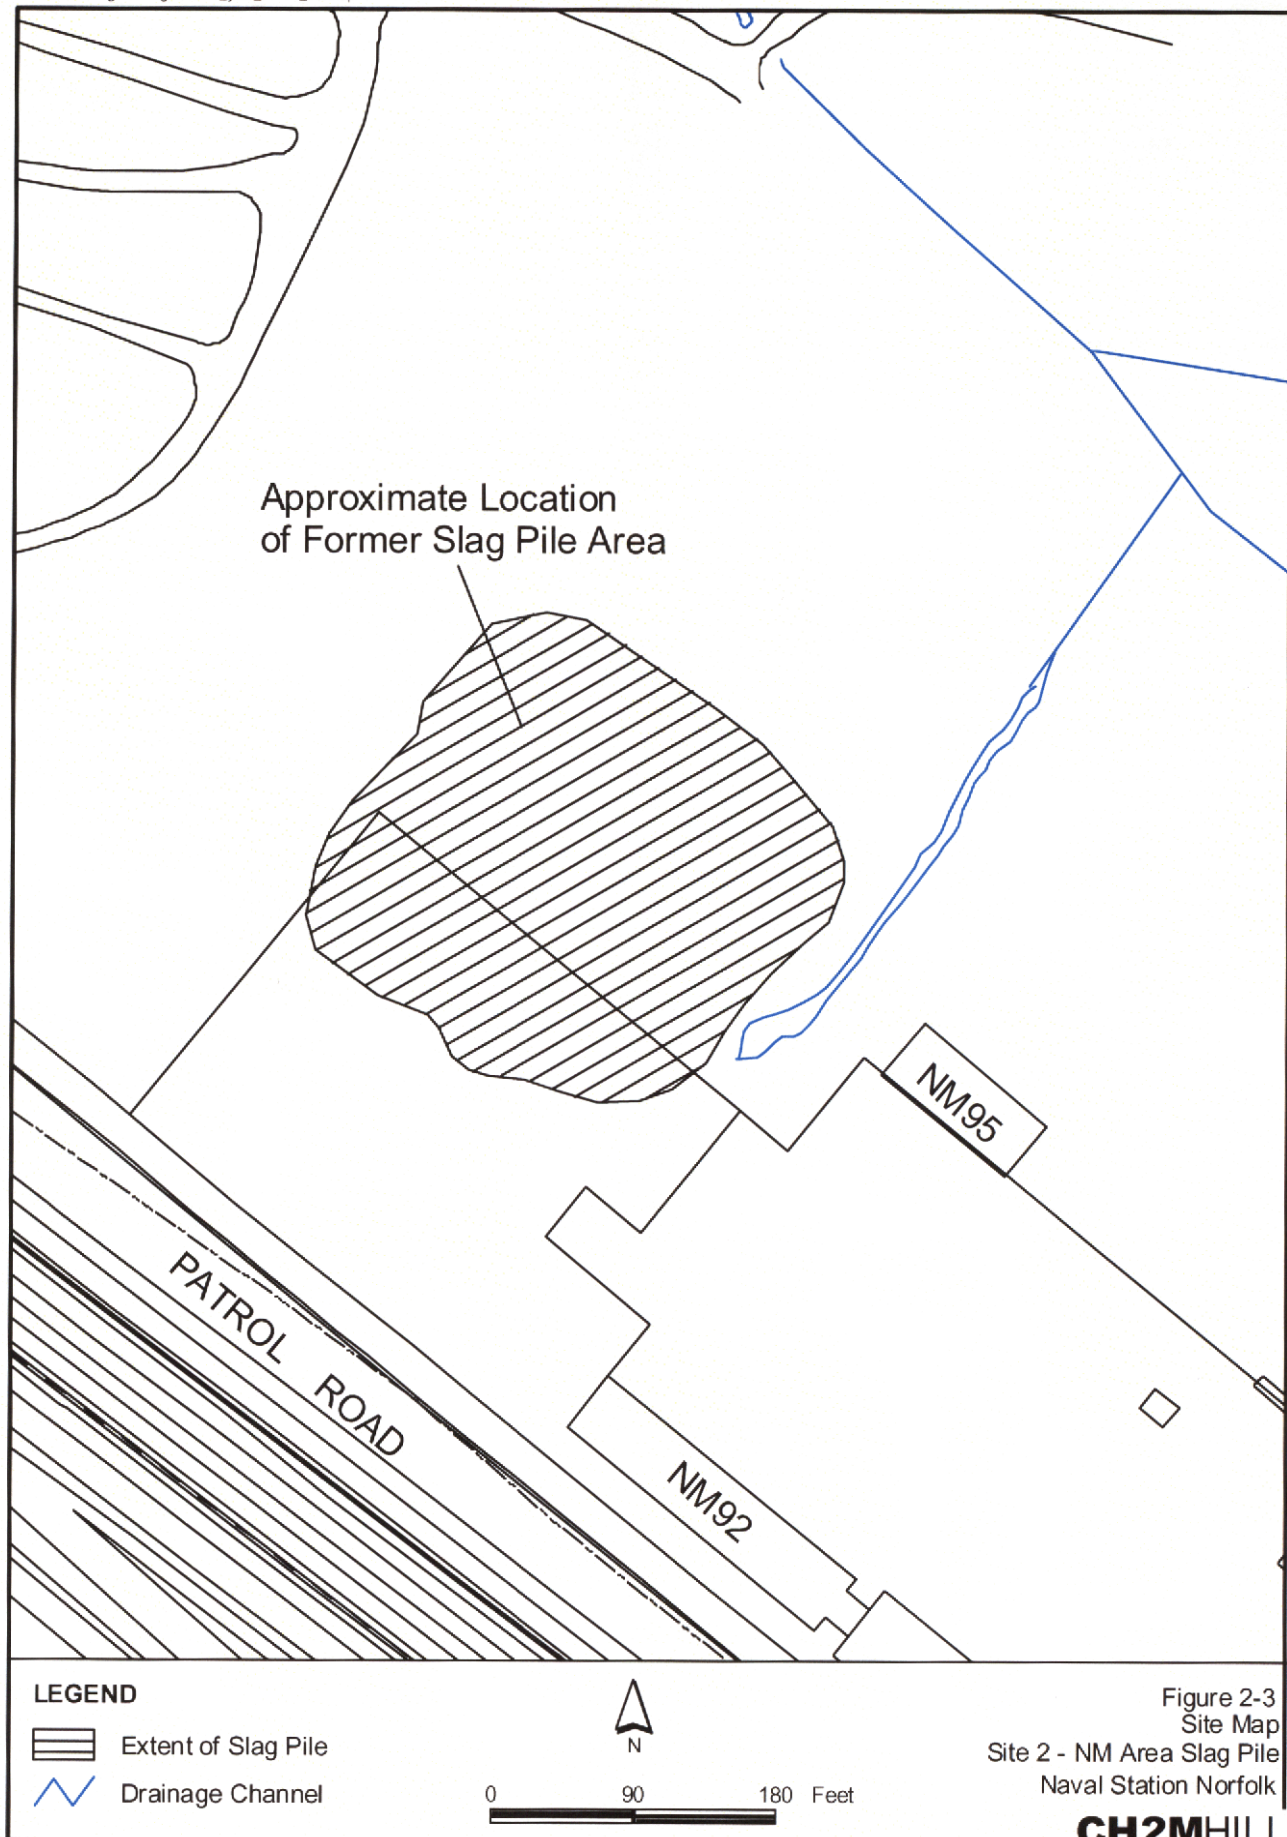 Approximate Location
of Former Slag Pile Area
NM95
PATROL ROAD
NM92
LEGEND
Extent of Slag Pile
Drainage Channel
N
0 90 180 Feet
Figure 2-3
Site Map
Site 2 - NM Area Slag Pile
Naval Station Norfolk
CH2MHILL